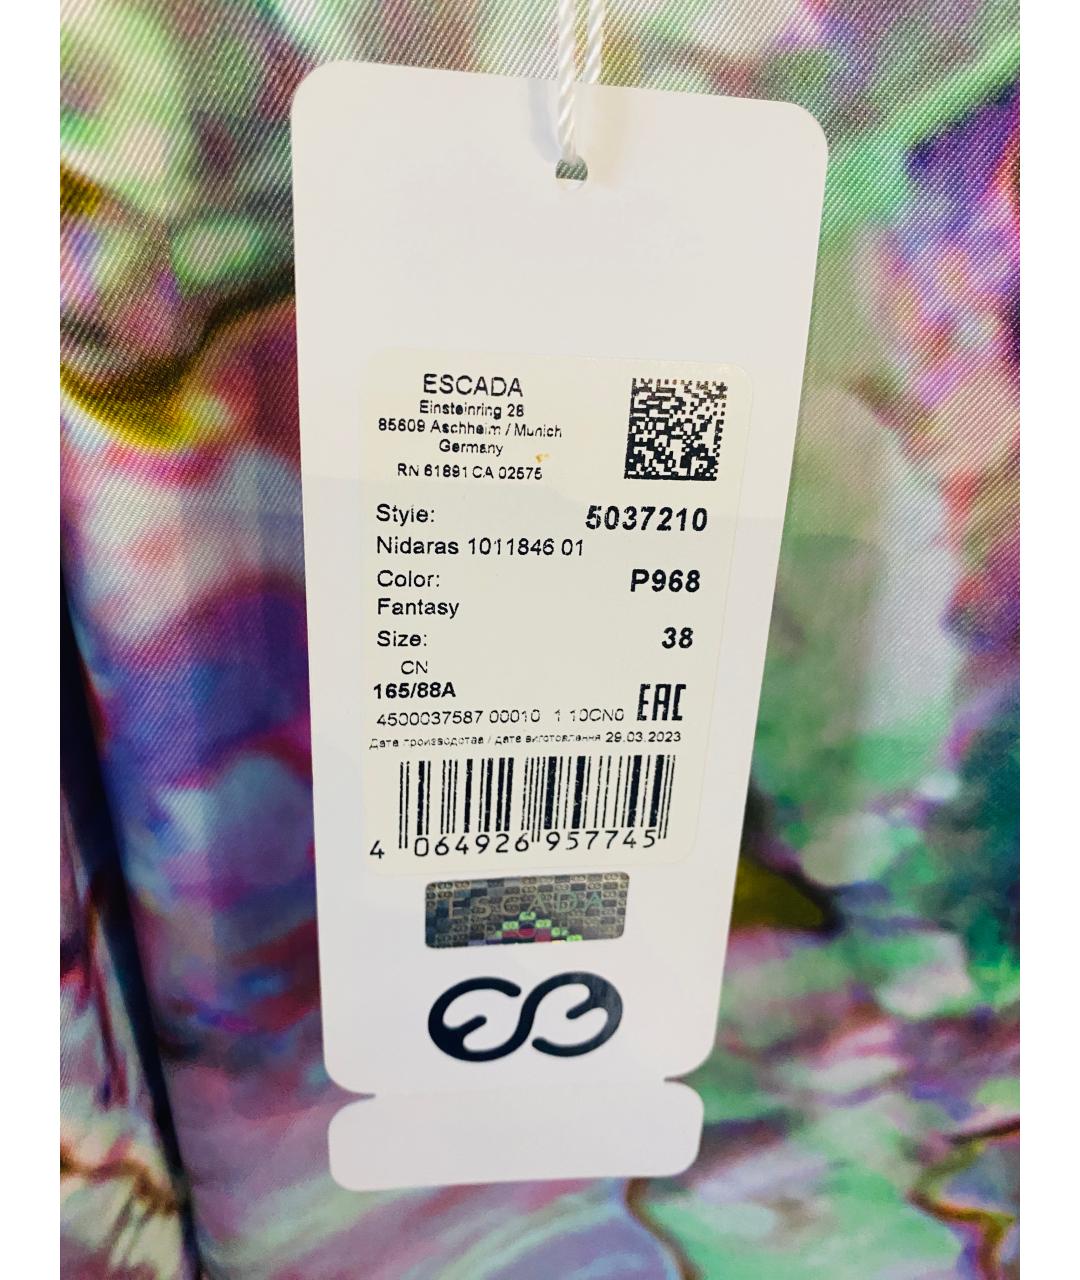 ESCADA
Einsteinring 28
85609 Aschheim / Munich
Germany
RN 61891 CA 02575
Style: 5037210
Nidaras 1011846 01
Color: P968
Fantasy
Size: 38
CN
165/88A
EAC
4500037587 00010 1 10CN0
Дата производства / дата виготовлення 29.03.2023
4 064926 957745
ESCADA